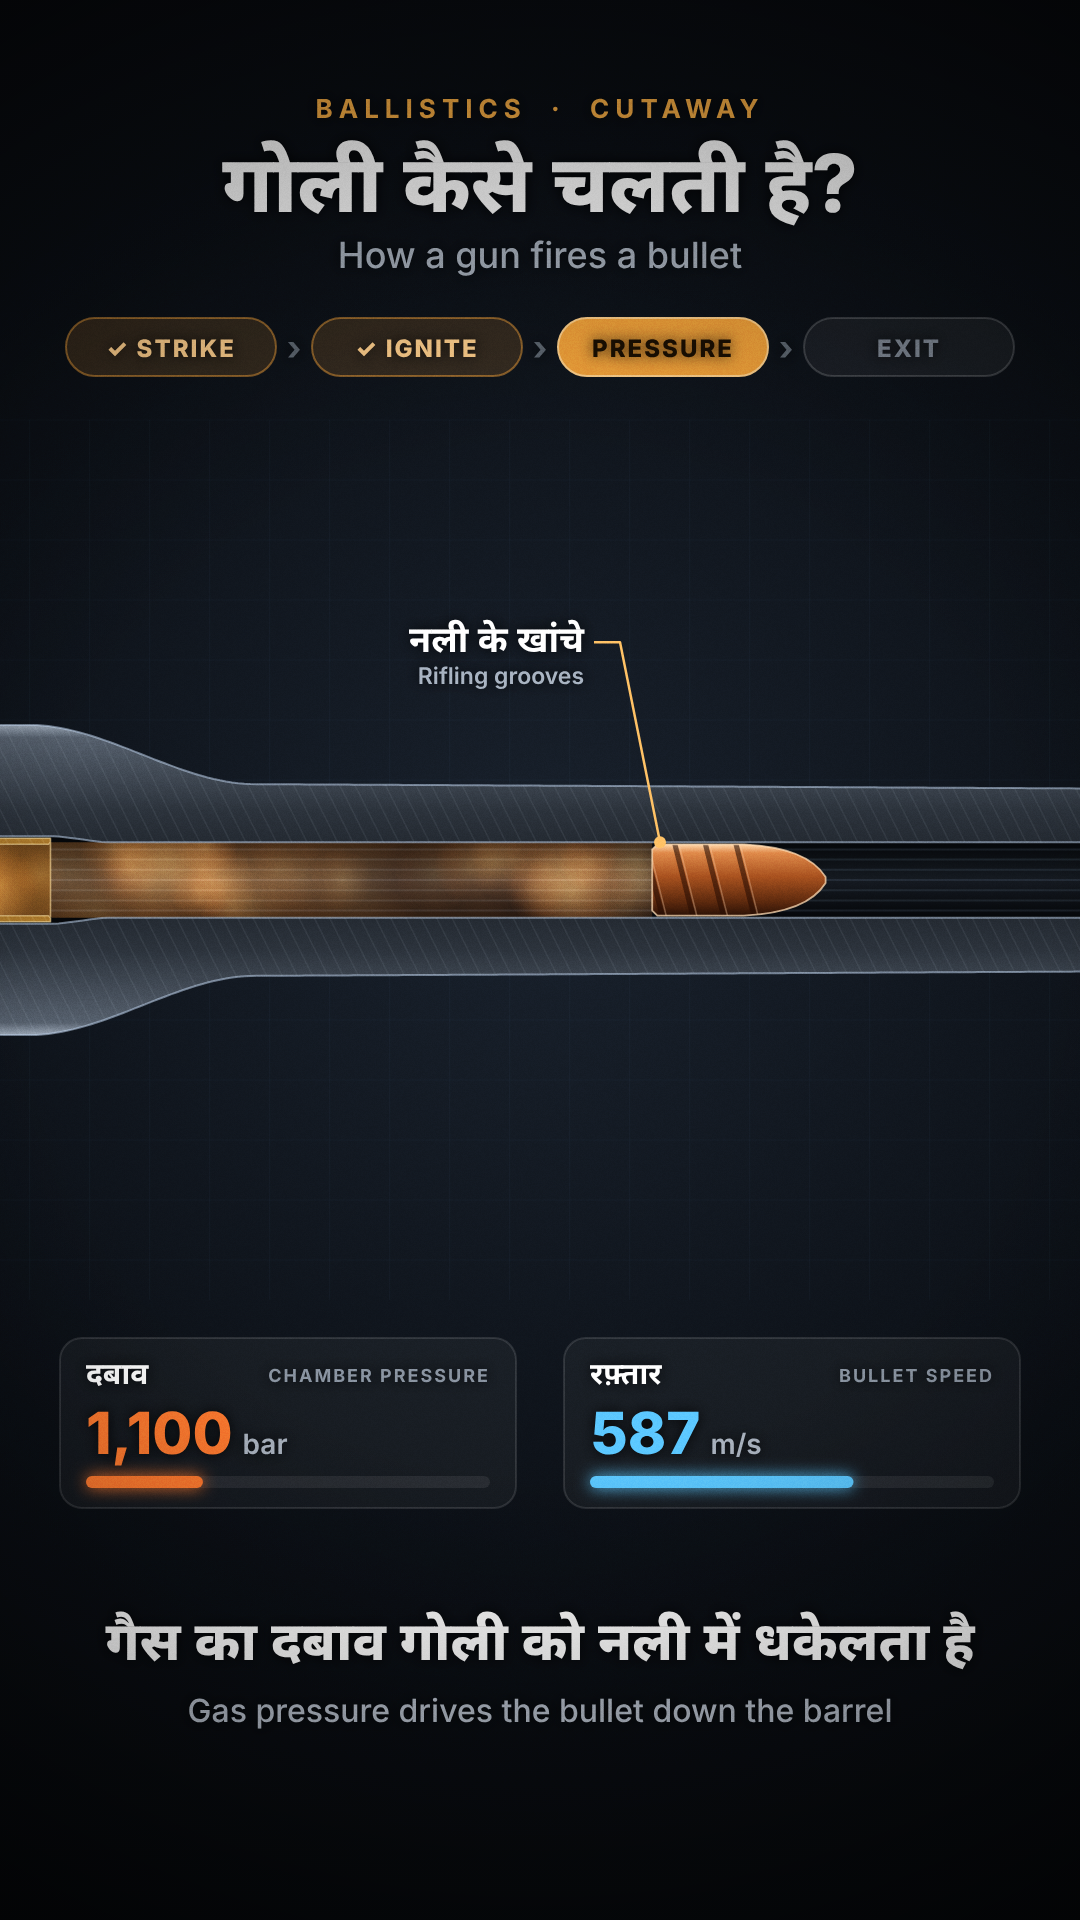 BALLISTICS · CUTAWAY
गोली कैसे चलती है?
How a gun fires a bullet
✓ STRIKE › ✓ IGNITE › PRESSURE › EXIT
नली के खांचे
Rifling grooves
दबाव CHAMBER PRESSURE
1,100 bar
रफ़्तार BULLET SPEED
587 m/s
गैस का दबाव गोली को नली में धकेलता है
Gas pressure drives the bullet down the barrel